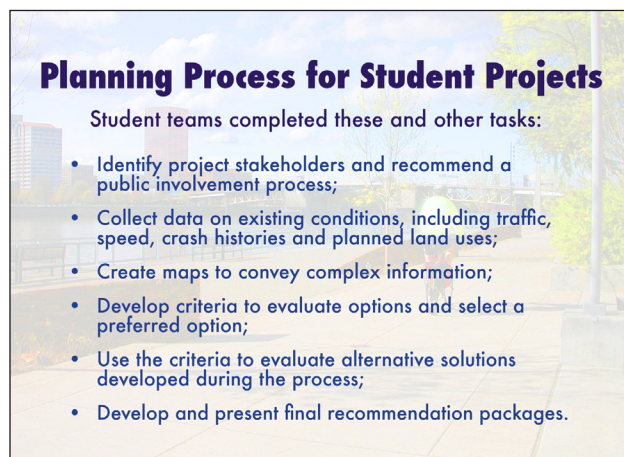 Planning Process for Student Projects
Student teams completed these and other tasks:
• Identify project stakeholders and recommend a
public involvement process;
• Collect data on existing conditions, including traffic,
speed, crash histories and planned land uses;
• Create maps to convey complex information;
• Develop criteria to evaluate options and select a
preferred option;
• Use the criteria to evaluate alternative solutions
developed during the process;
• Develop and present final recommendation packages.